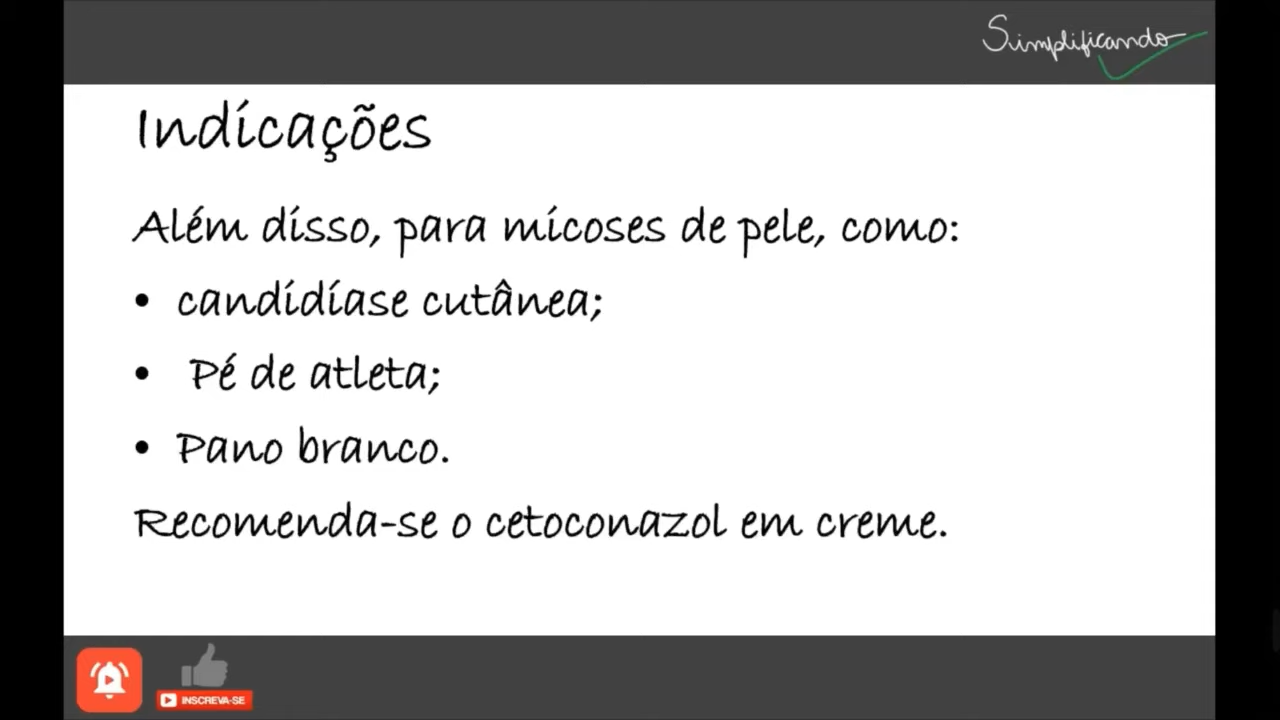 Simplificando
Indicações
Além disso, para micoses de pele, como:
• candidíase cutânea;
• Pé de atleta;
• Pano branco.
Recomenda-se o cetoconazol em creme.
INSCREVA-SE